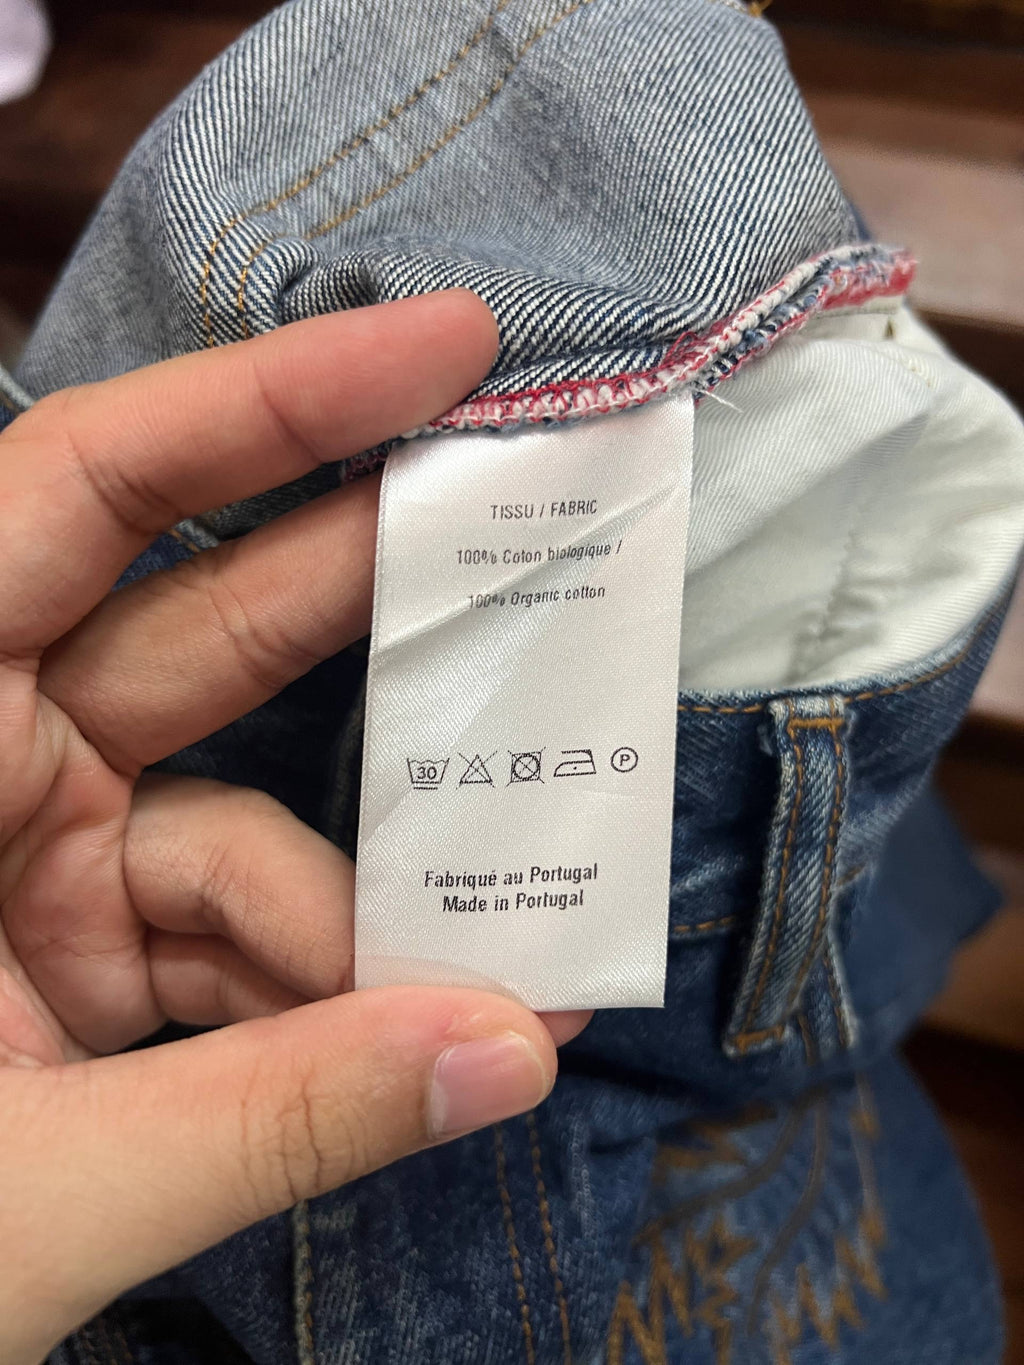 TISSU / FABRIC
100% Coton biologique /
100% Organic cotton
30 P
Fabriqué au Portugal
Made in Portugal